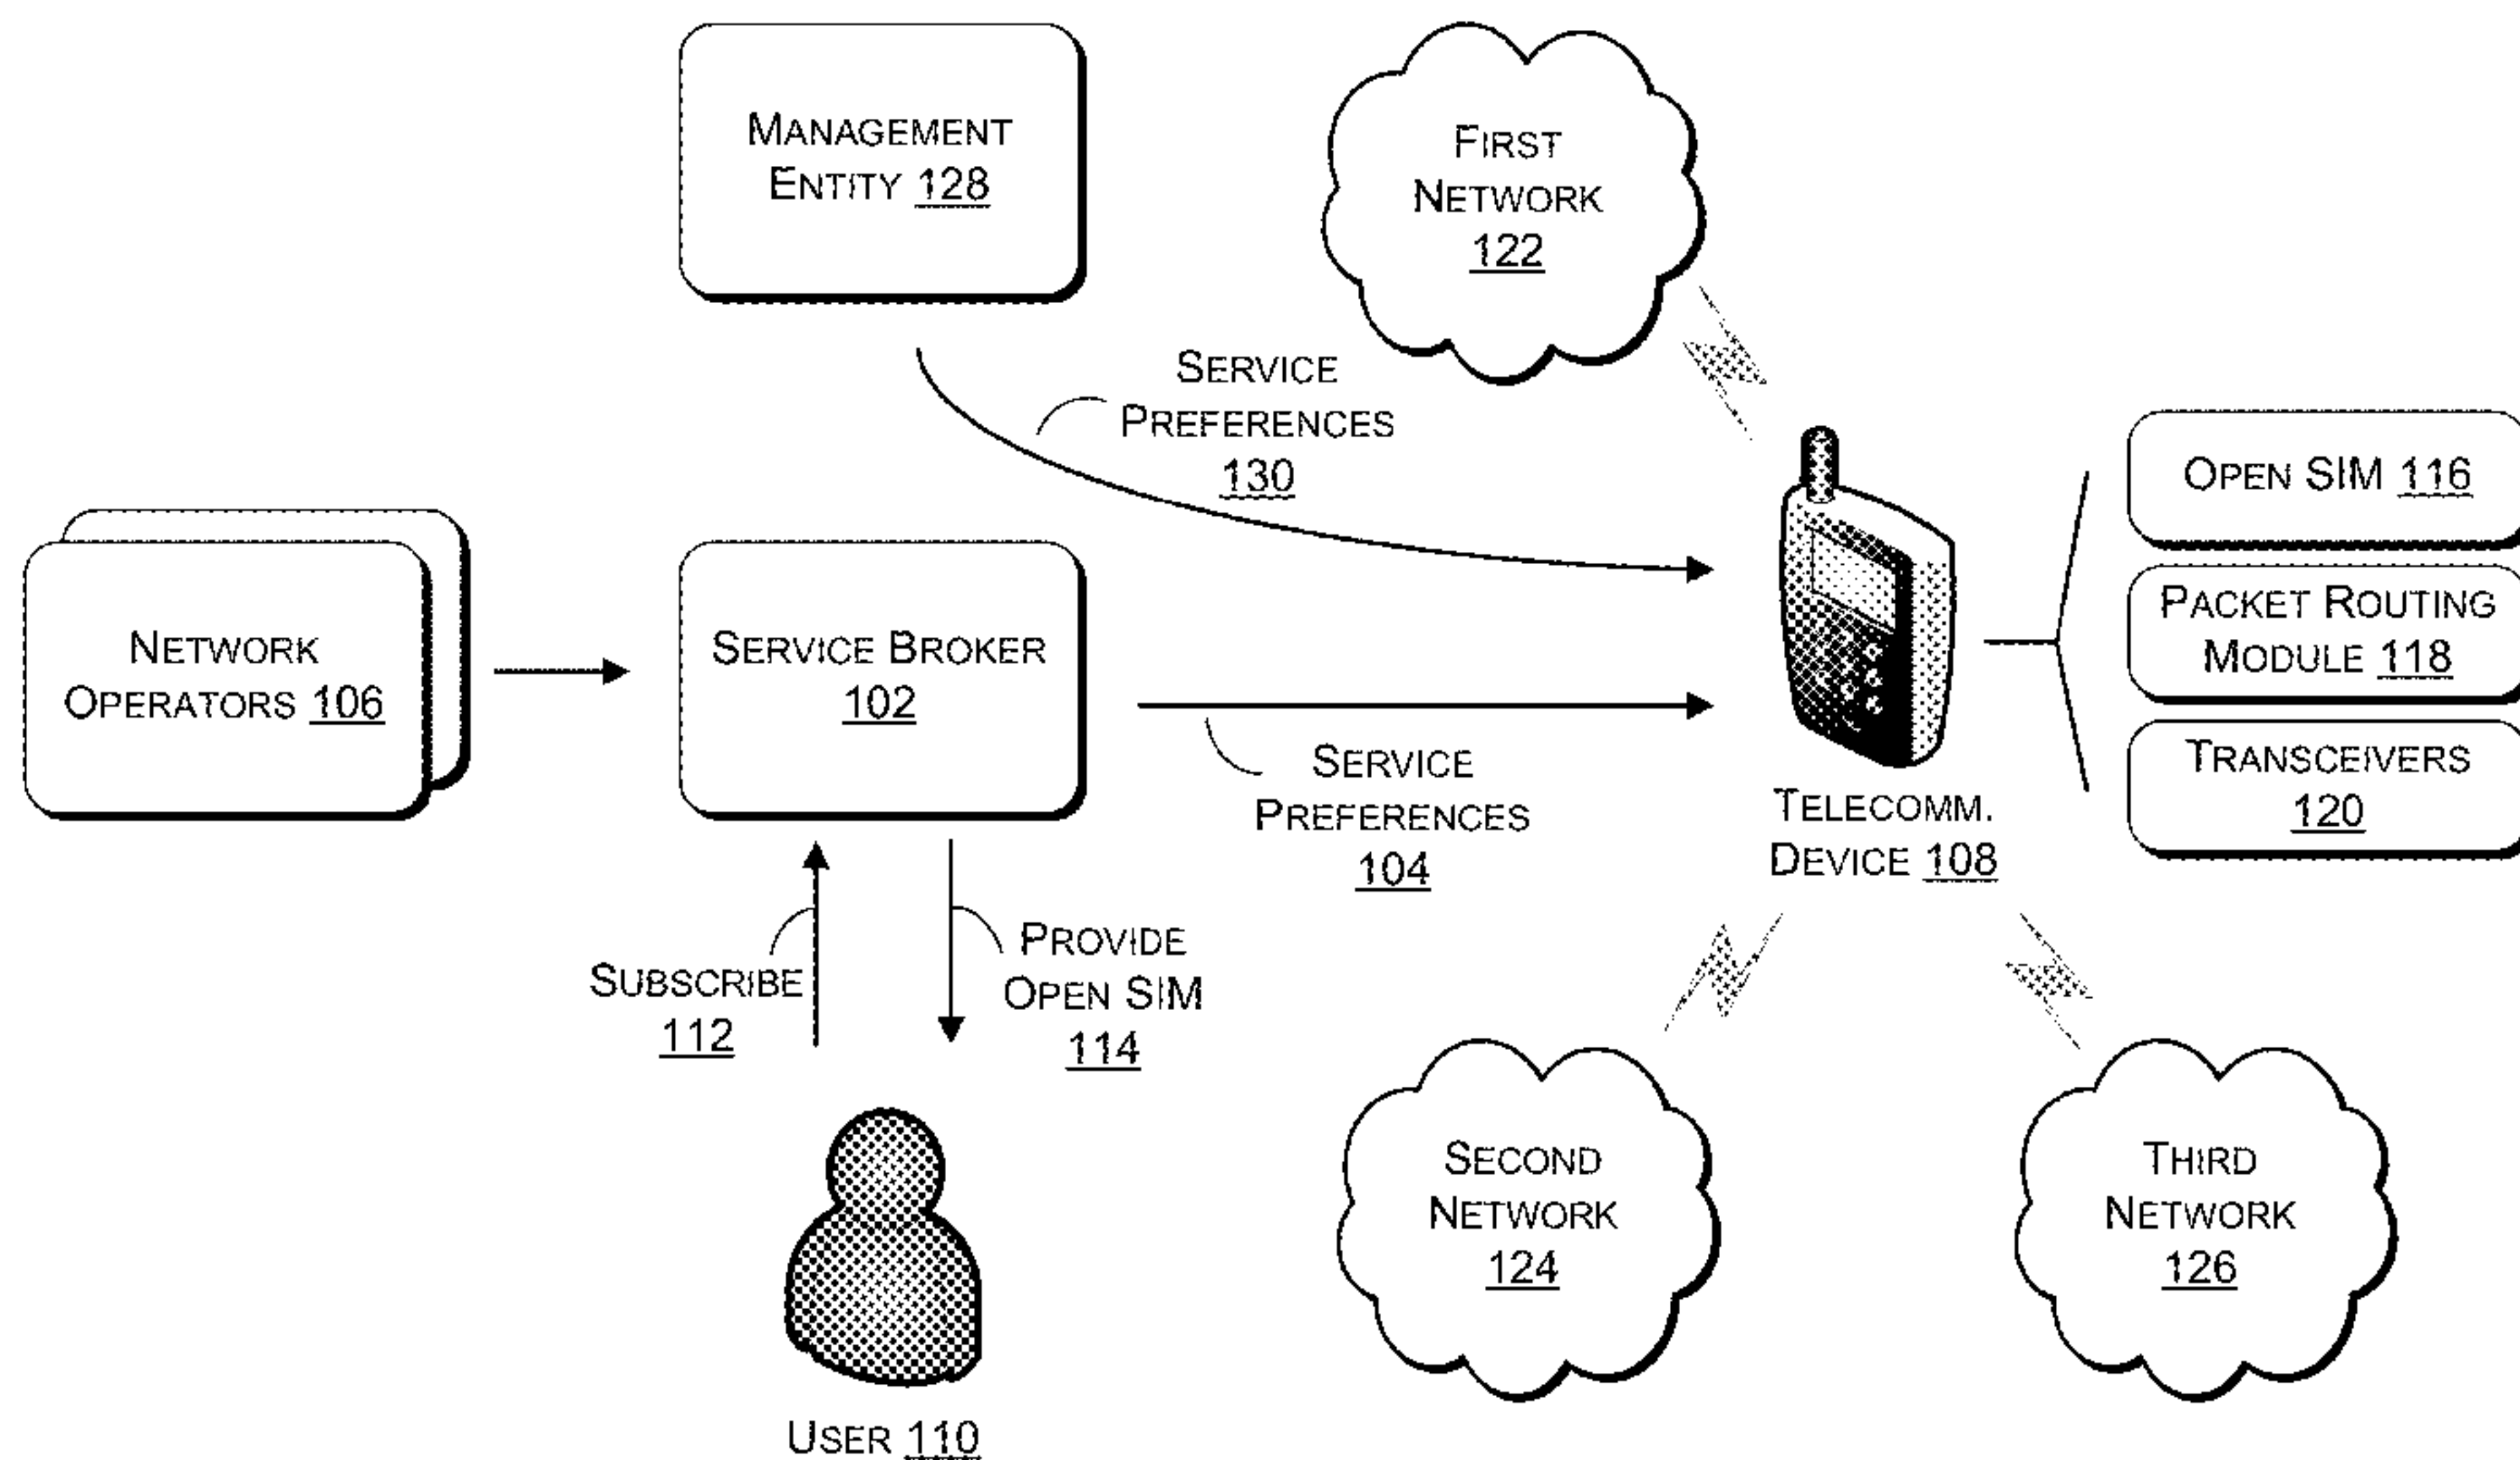 MANAGEMENT
ENTITY 128
FIRST
NETWORK
122
SERVICE
PREFERENCES
130
OPEN SIM 116
PACKET ROUTING
MODULE 118
TRANSCEIVERS
120
NETWORK
OPERATORS 106
SERVICE BROKER
102
SERVICE
PREFERENCES
104
TELECOMM.
DEVICE 108
SUBSCRIBE
112
PROVIDE
OPEN SIM
114
SECOND
NETWORK
124
THIRD
NETWORK
126
USER 110